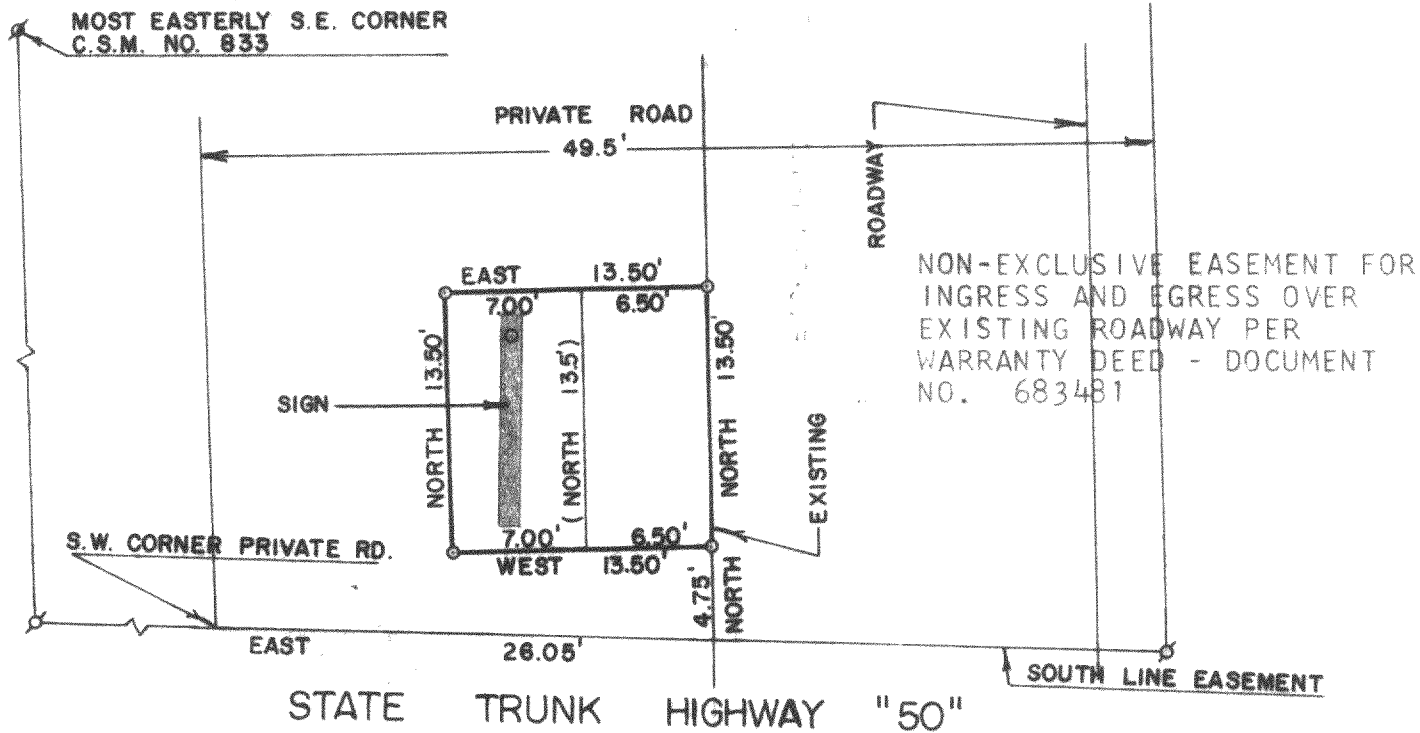 MOST EASTERLY S.E. CORNER
C.S.M. NO. 833
PRIVATE ROAD
49.5'
ROADWAY
NON-EXCLUSIVE EASEMENT FOR
INGRESS AND EGRESS OVER
EXISTING ROADWAY PER
WARRANTY DEED - DOCUMENT
NO. 683481
EAST 13.50'
7.00' 6.50'
NORTH 13.50'
(NORTH 13.5')
NORTH 13.50'
SIGN
EXISTING
7.00' 6.50'
WEST 13.50'
S.W. CORNER PRIVATE RD.
4.75'
NORTH
EAST 26.05'
SOUTH LINE EASEMENT
STATE TRUNK HIGHWAY "50"